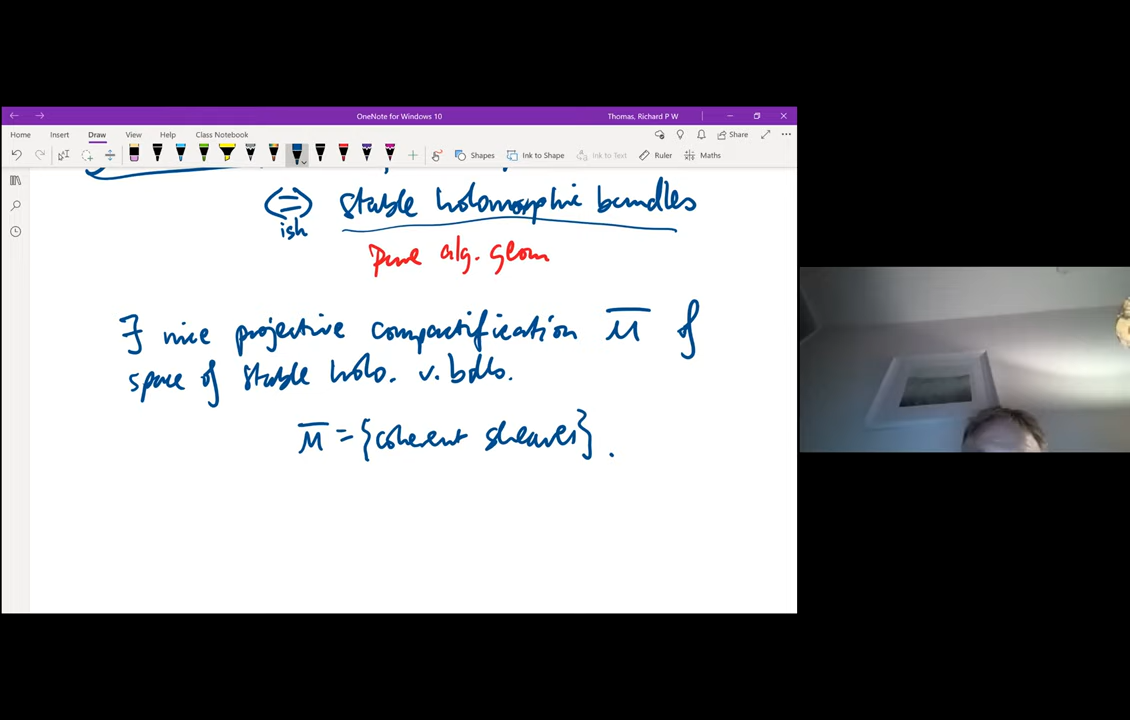 OneNote for Windows 10
Thomas, Richard P W
Home Insert Draw View Help Class Notebook Share
Shapes Ink to Shape Ink to Text Ruler Maths
⟺ stable holomorphic bundles
ish
Pure alg. geom
∃ nice projective compactification M̅ of
space of stable holo. v. bdls.
M̅ = {coherent sheaves}.